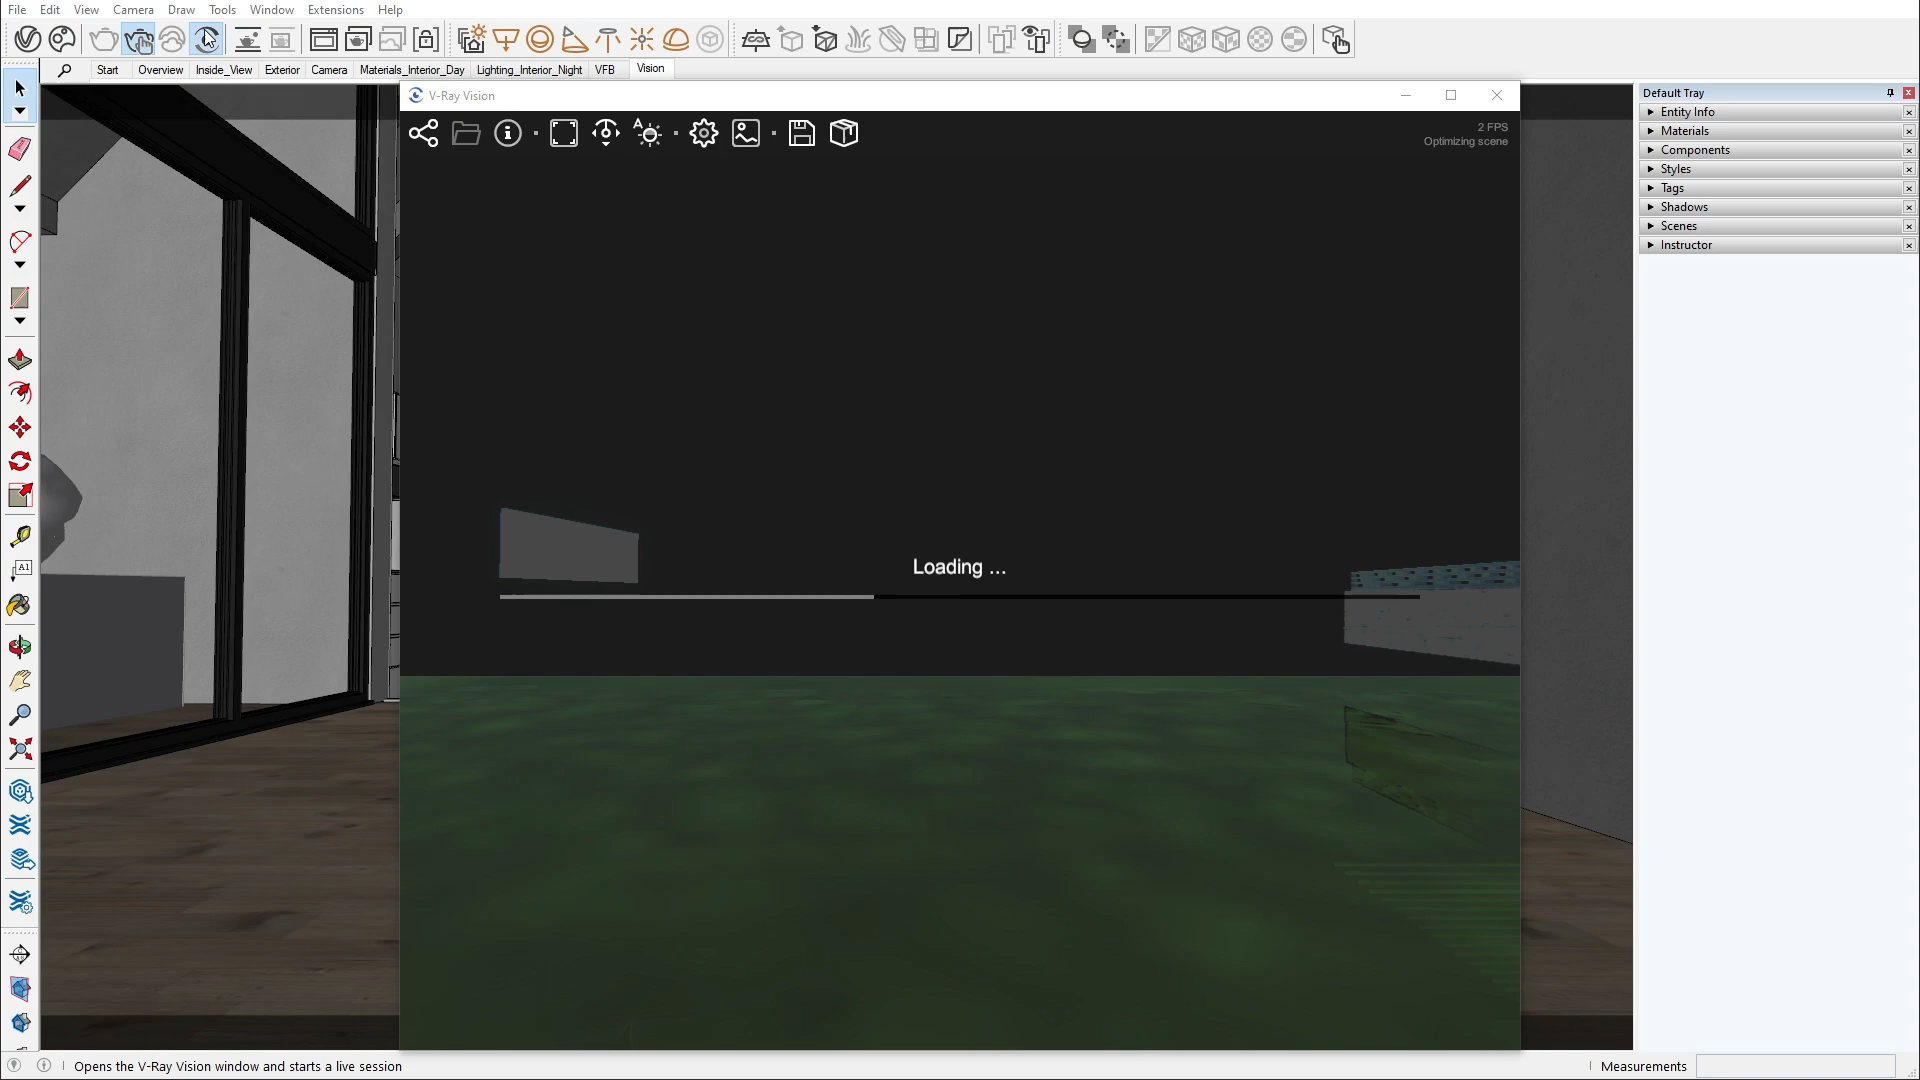 File Edit View Camera Draw Tools Window Extensions Help
Start Overview Inside_View Exterior Camera Materials_Interior_Day Lighting_Interior_Night VFB Vision
V-Ray Vision
2 FPS
Optimizing scene
Loading ...
Default Tray
Entity Info
Materials
Components
Styles
Tags
Shadows
Scenes
Instructor
A1
Opens the V-Ray Vision window and starts a live session
Measurements